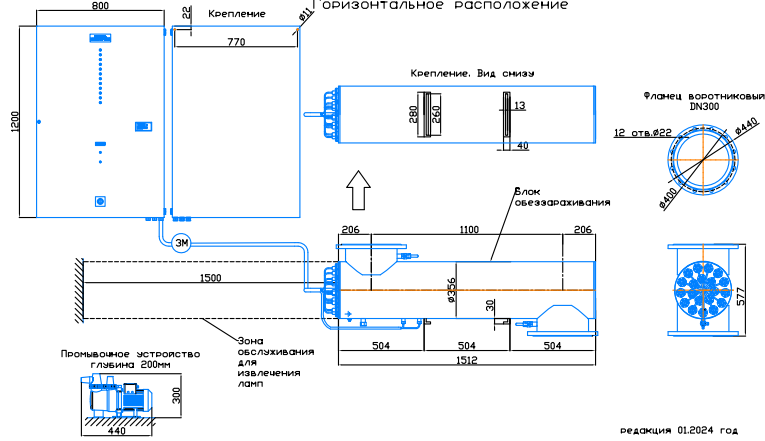 Горизонтальное расположение
800
22
Крепление
Ø11
770
1200
Крепление. Вид снизу
280
260
13
40
Фланец воротниковый
DN300
12 отв.Ø22
Ø440
Ø400
Блок
обеззараживания
206
1100
206
3М
1500
Ø356
30
577
504
504
504
1512
Зона
обслуживания
для
извлечения
ламп
Промывочное устройство
глубина 200мм
300
440
редакция 01.2024 год